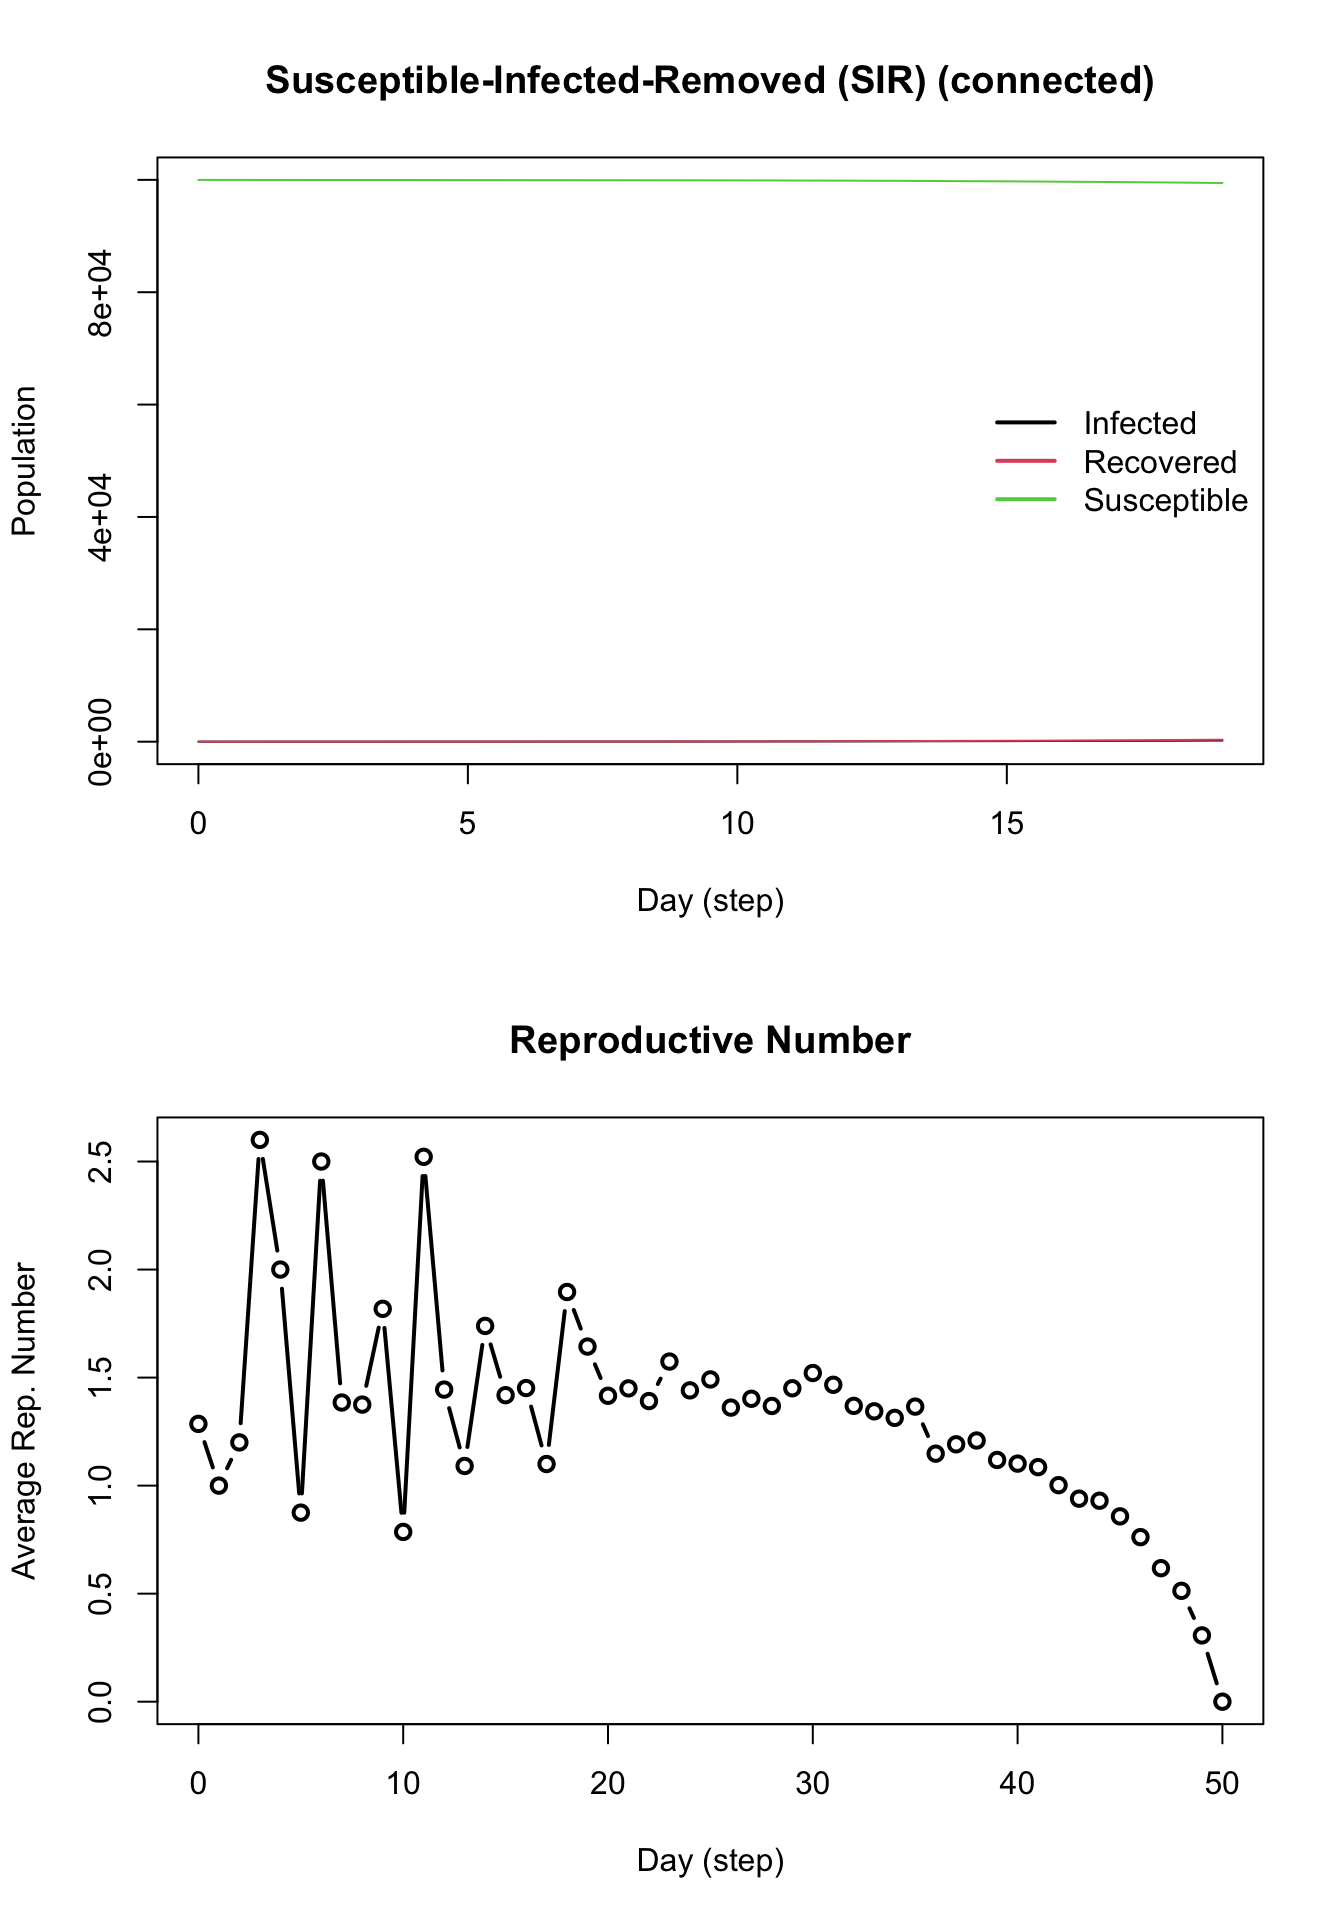 Susceptible-Infected-Removed (SIR) (connected)
Population
8e+04
4e+04
0e+00
Infected
Recovered
Susceptible
0 5 10 15
Day (step)
Reproductive Number
Average Rep. Number
2.5
2.0
1.5
1.0
0.5
0.0
0 10 20 30 40 50
Day (step)